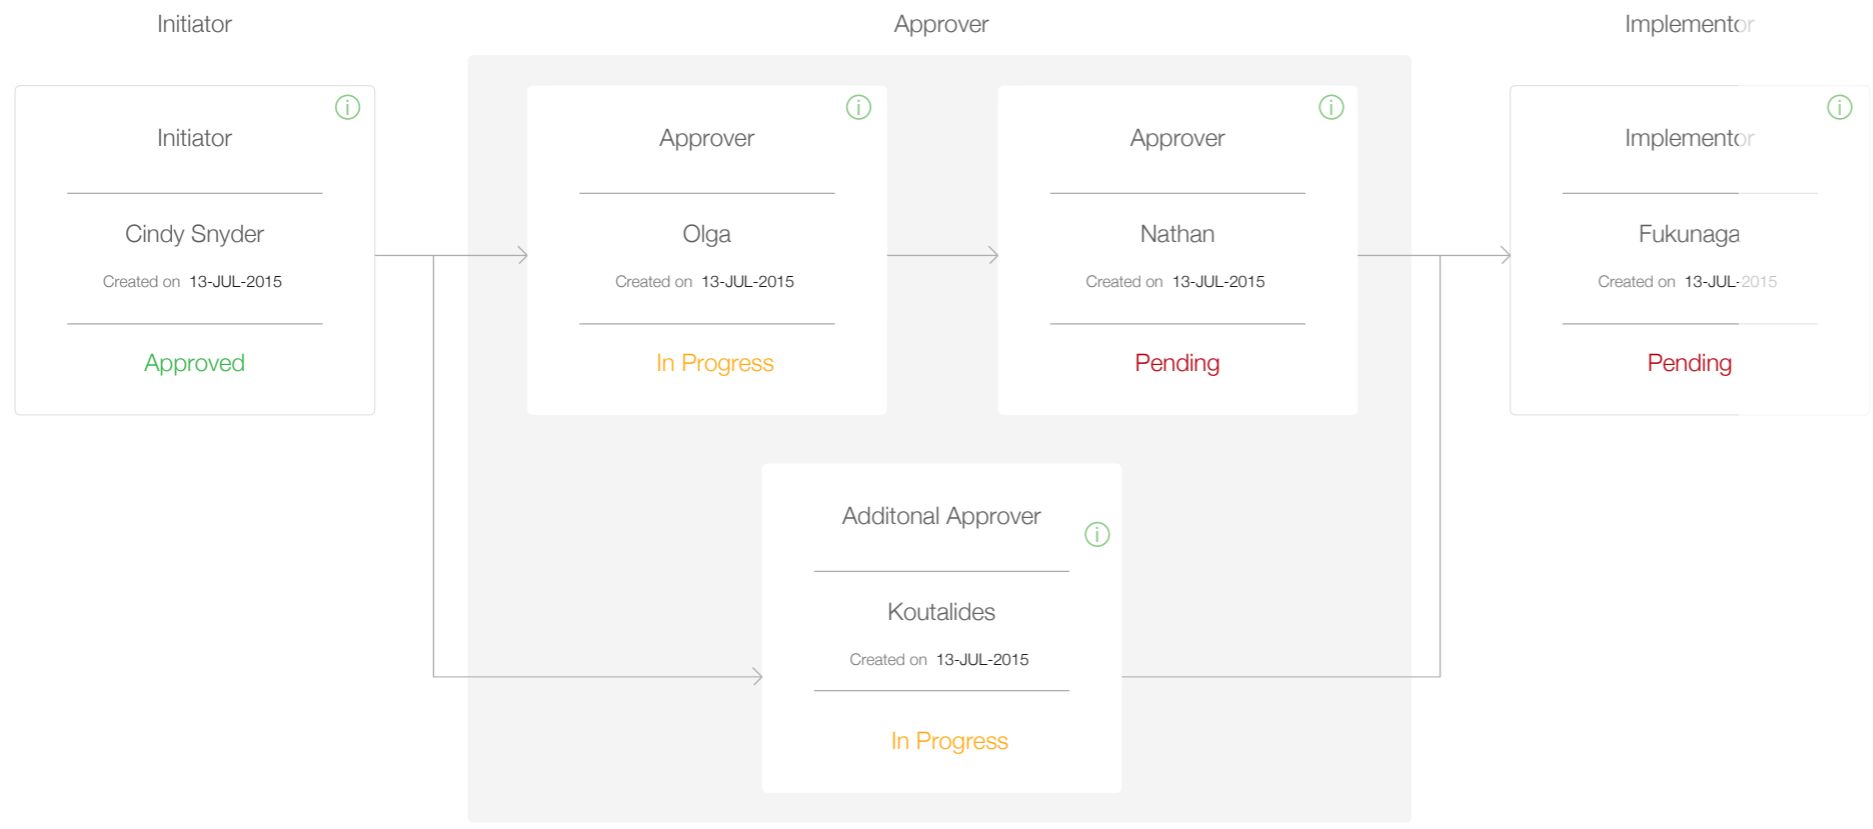 Initiator
Approver
Implementor
Initiator
Cindy Snyder
Created on 13-JUL-2015
Approved
Approver
Olga
Created on 13-JUL-2015
In Progress
Approver
Nathan
Created on 13-JUL-2015
Pending
Implementor
Fukunaga
Created on 13-JUL-2015
Pending
Additonal Approver
Koutalides
Created on 13-JUL-2015
In Progress